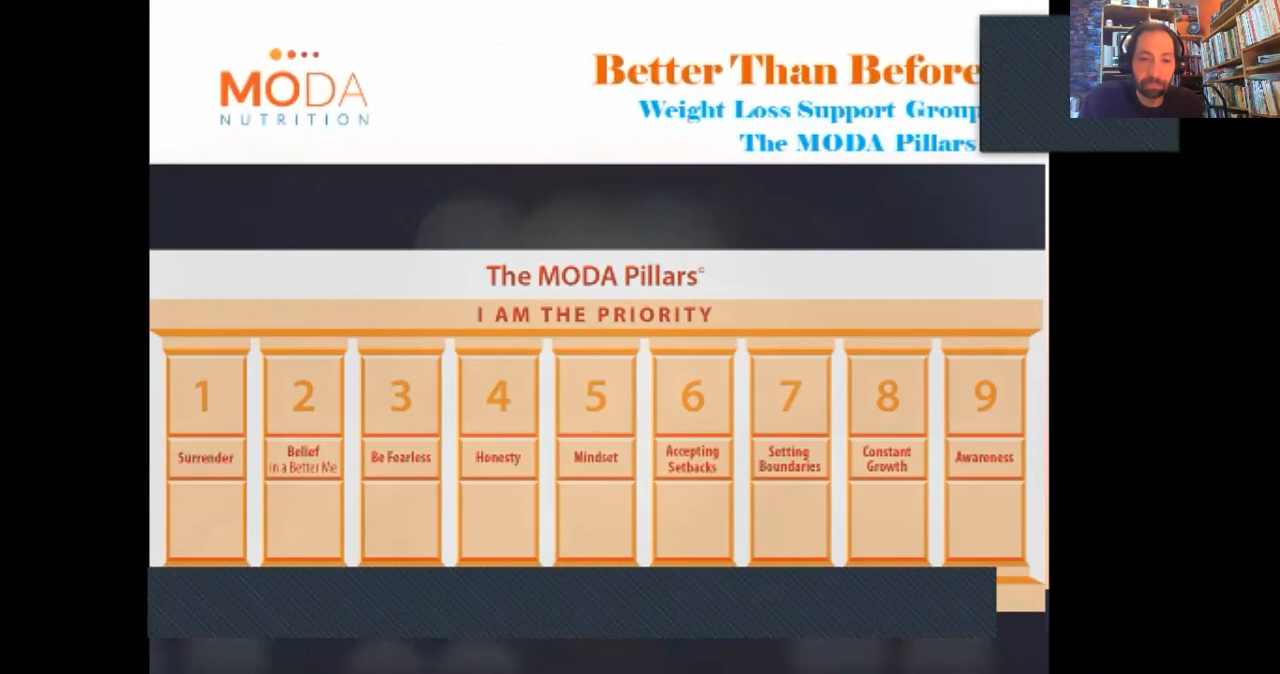 MODA
NUTRITION
Better Than Before
Weight Loss Support Group
The MODA Pillars
The MODA Pillars©
I AM THE PRIORITY
1
Surrender
2
Belief
in a Better Me
3
Be Fearless
4
Honesty
5
Mindset
6
Accepting
Setbacks
7
Setting
Boundaries
8
Constant
Growth
9
Awareness